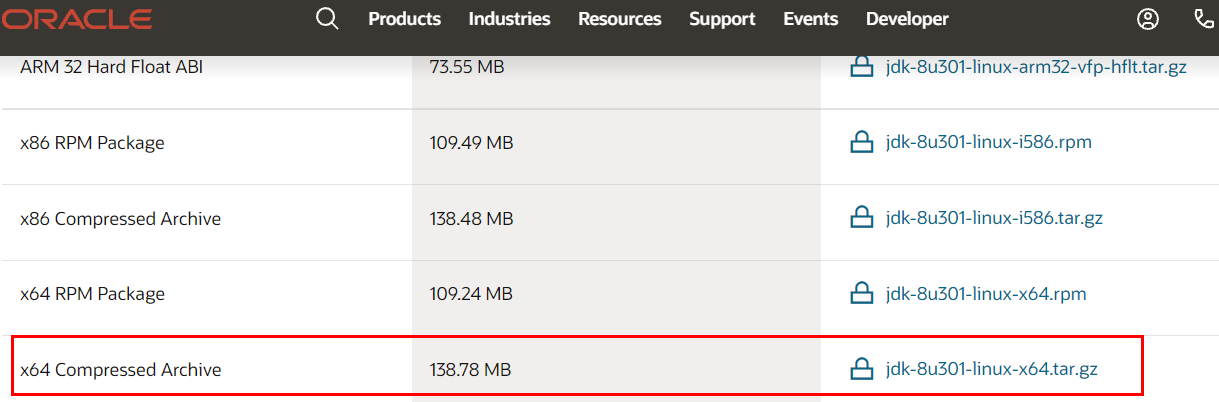 ORACLE Products Industries Resources Support Events Developer
ARM 32 Hard Float ABI 73.55 MB jdk-8u301-linux-arm32-vfp-hflt.tar.gz
x86 RPM Package 109.49 MB jdk-8u301-linux-i586.rpm
x86 Compressed Archive 138.48 MB jdk-8u301-linux-i586.tar.gz
x64 RPM Package 109.24 MB jdk-8u301-linux-x64.rpm
x64 Compressed Archive 138.78 MB jdk-8u301-linux-x64.tar.gz